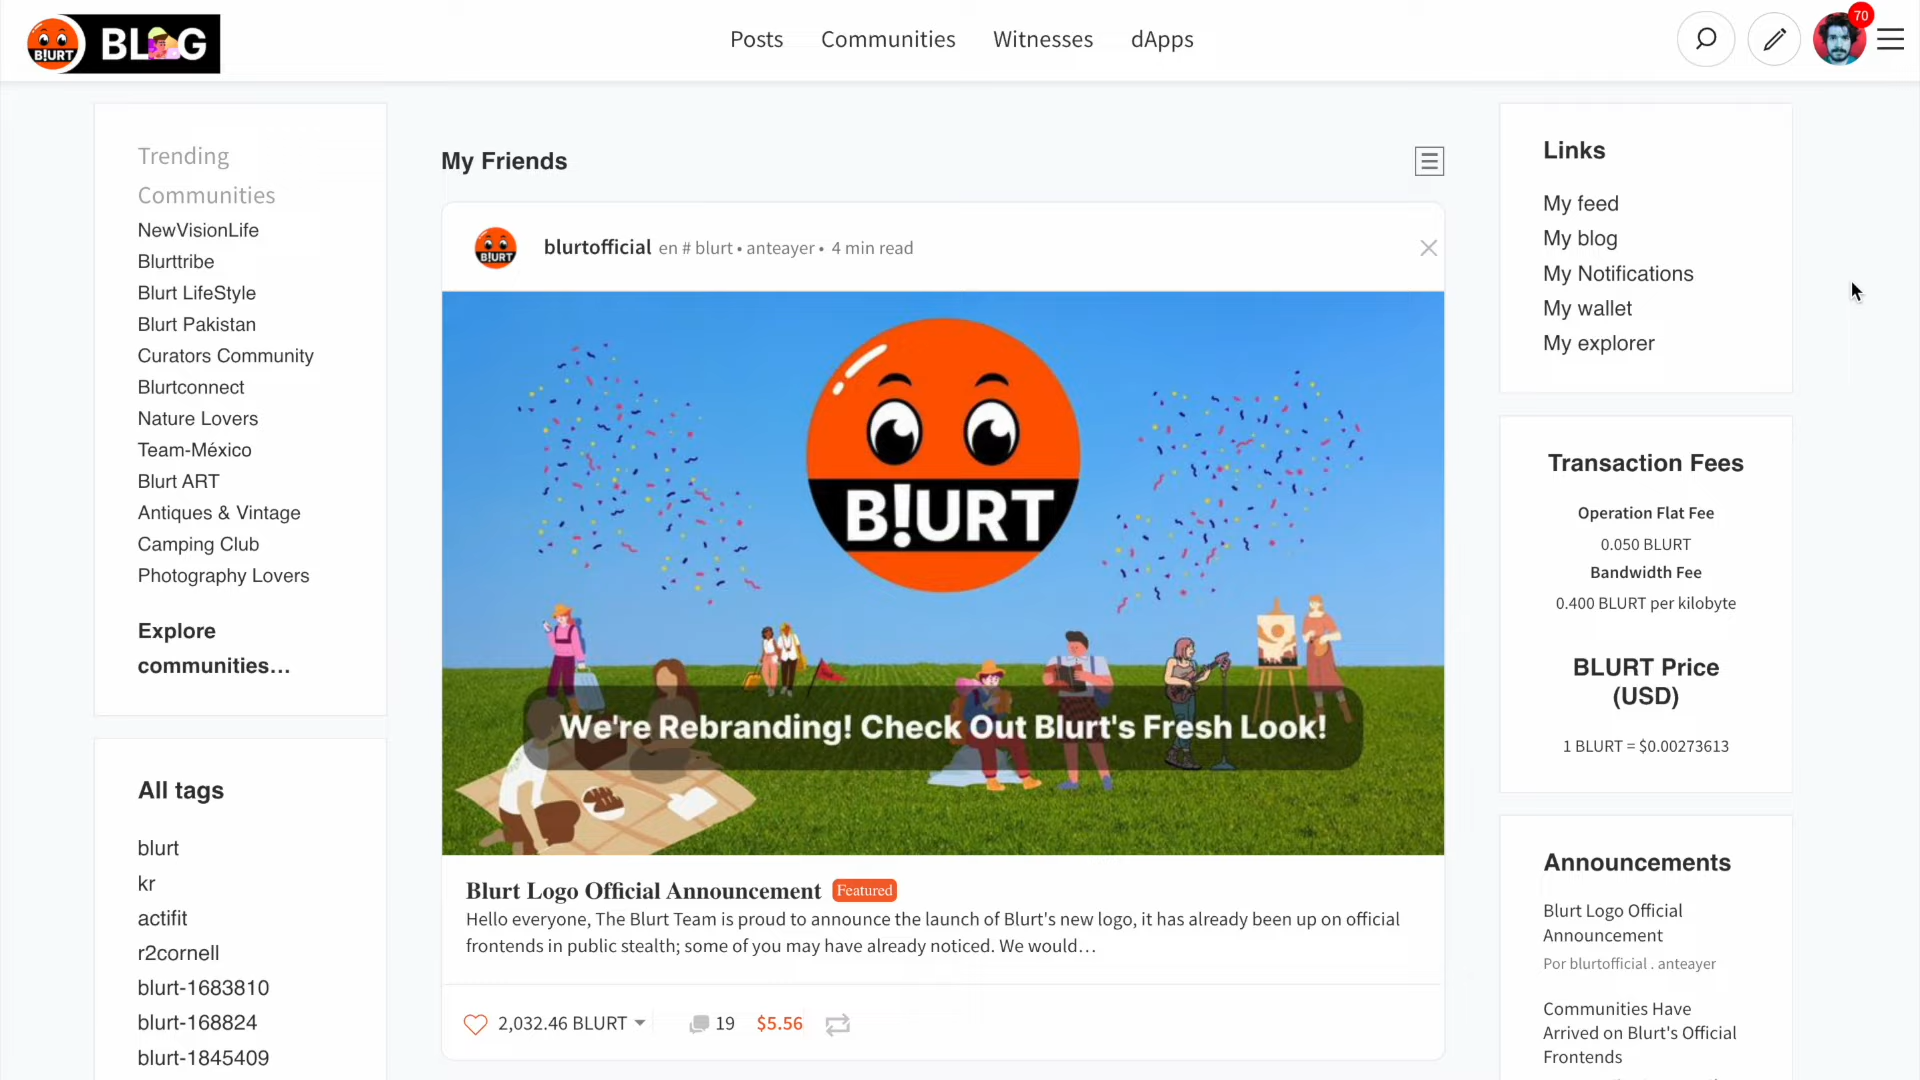 B!URT BLOG
Posts
Communities
Witnesses
dApps
70
Trending
Communities
NewVisionLife
Blurttribe
Blurt LifeStyle
Blurt Pakistan
Curators Community
Blurtconnect
Nature Lovers
Team-México
Blurt ART
Antiques & Vintage
Camping Club
Photography Lovers
Explore
communities...
All tags
blurt
kr
actifit
r2cornell
blurt-1683810
blurt-168824
blurt-1845409
My Friends
B!URT
blurtofficial en # blurt • anteayer • 4 min read
B!URT
We're Rebranding! Check Out Blurt's Fresh Look!
Blurt Logo Official Announcement Featured
Hello everyone, The Blurt Team is proud to announce the launch of Blurt's new logo, it has already been up on official
frontends in public stealth; some of you may have already noticed. We would…
2,032.46 BLURT
19
$5.56
Links
My feed
My blog
My Notifications
My wallet
My explorer
Transaction Fees
Operation Flat Fee
0.050 BLURT
Bandwidth Fee
0.400 BLURT per kilobyte
BLURT Price
(USD)
1 BLURT = $0.00273613
Announcements
Blurt Logo Official
Announcement
Por blurtofficial . anteayer
Communities Have
Arrived on Blurt's Official
Frontends